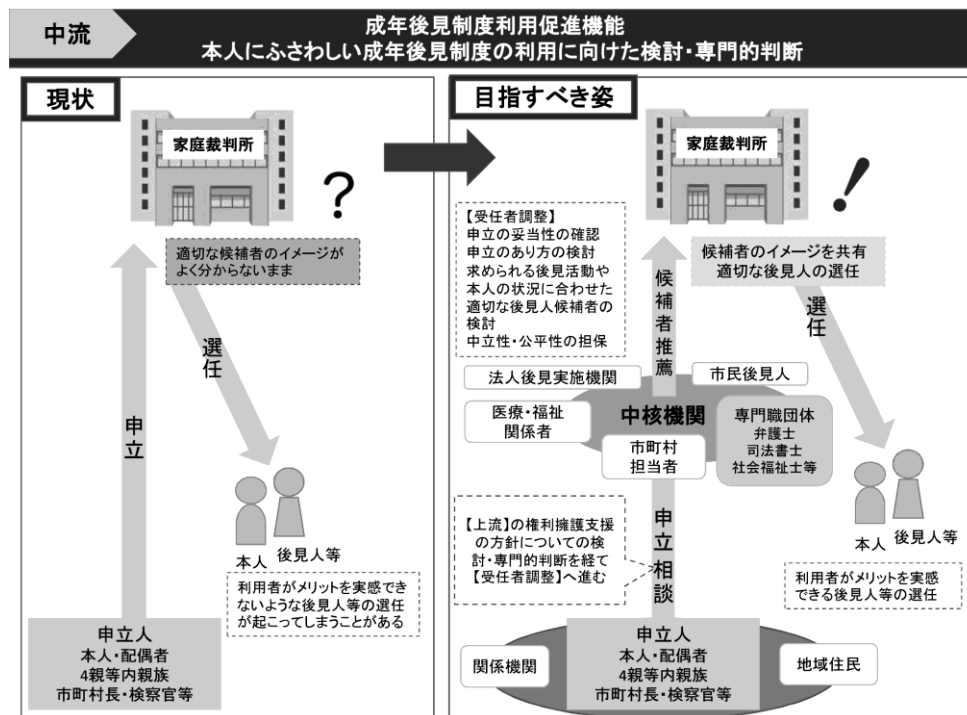 中流
成年後見制度利用促進機能
本人にふさわしい成年後見制度の利用に向けた検討・専門的判断
現状
家庭裁判所
?
適切な候補者のイメージが
よく分からないまま
選任
申立
本人
後見人等
利用者がメリットを実感でき
ないような後見人等の選任
が起こってしまうことがある
申立人
本人・配偶者
4親等内親族
市町村長・検察官等
目指すべき姿
家庭裁判所
!
【受任者調整】
申立の妥当性の確認
申立のあり方の検討
求められる後見活動や
本人の状況に合わせた
適切な後見人候補者の
検討
中立性・公平性の担保
候補者のイメージを共有
適切な後見人の選任
候補者推薦
選任
法人後見実施機関
市民後見人
医療・福祉
関係者
中核機関
専門職団体
弁護士
司法書士
社会福祉士等
市町村
担当者
本人
後見人等
【上流】の権利擁護支援
の方針についての検
討・専門的判断を経て
【受任者調整】へ進む
申立相談
利用者がメリットを実感
できる後見人等の選任
関係機関
申立人
本人・配偶者
4親等内親族
市町村長・検察官等
地域住民